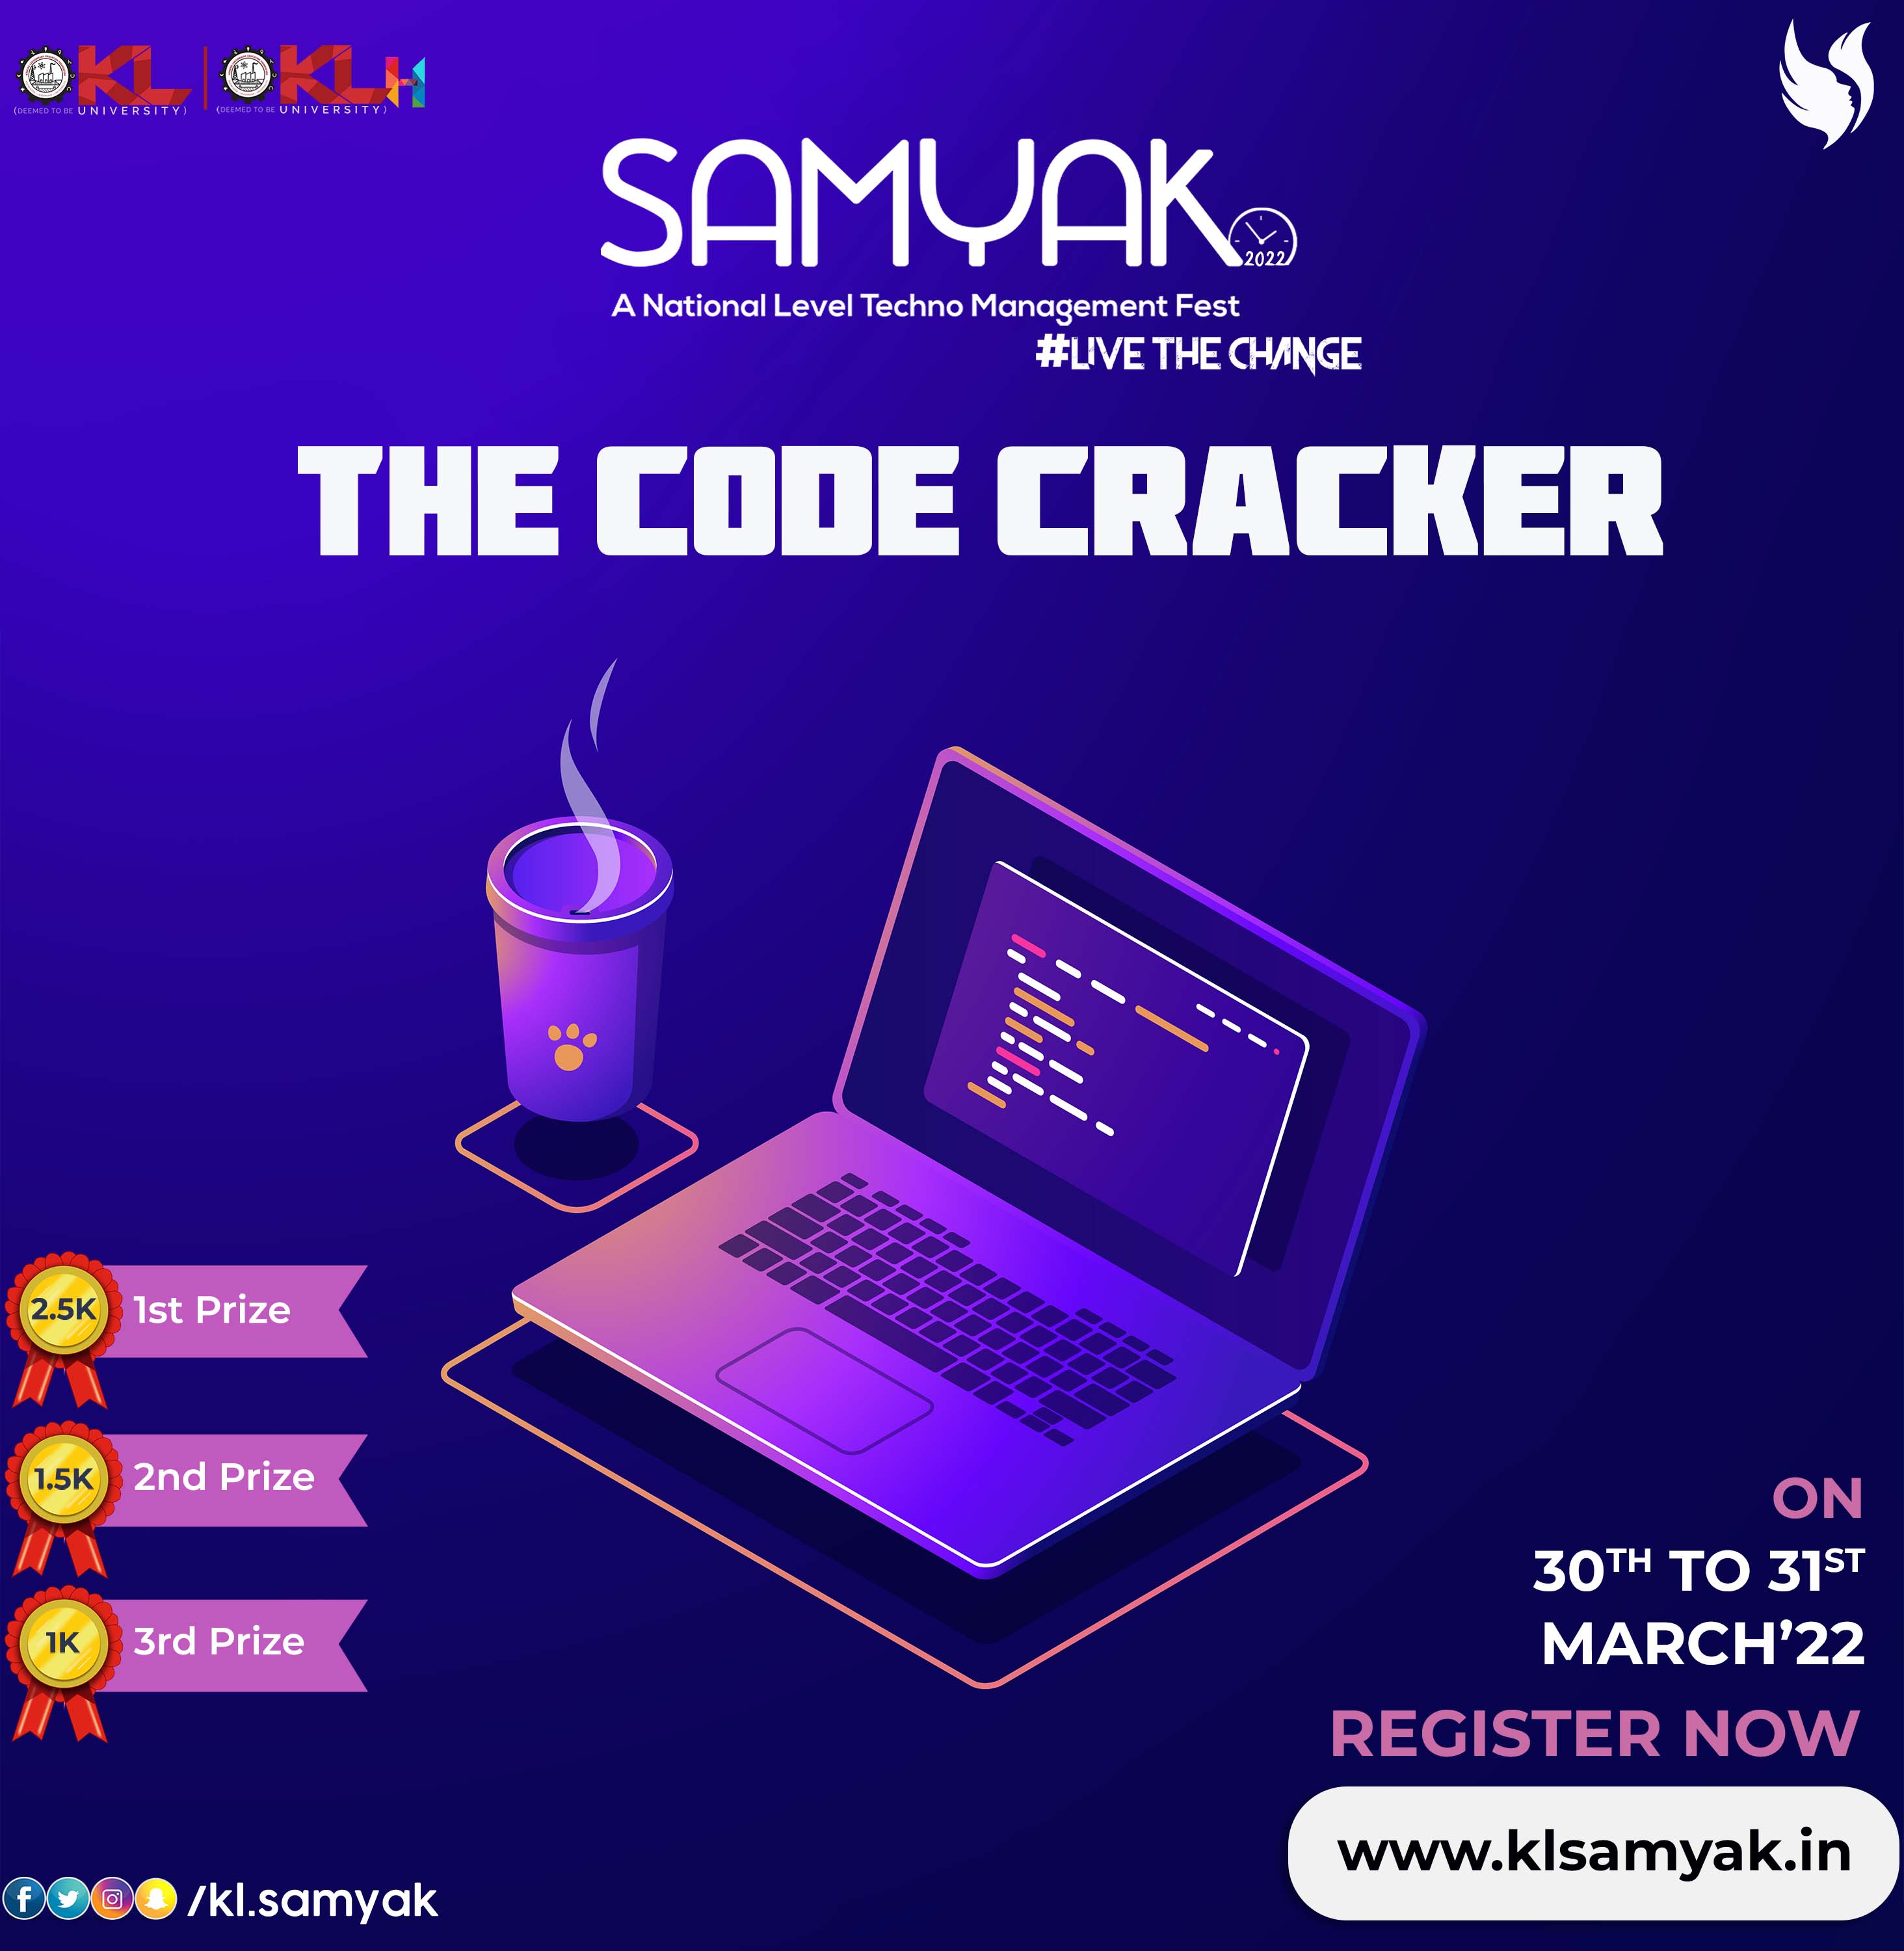 KL | KLH
(DEEMED TO BE UNIVERSITY) (DEEMED TO BE UNIVERSITY)
SAMYAK
2022
A National Level Techno Management Fest
#LIVE THE CHANGE
THE CODE CRACKER
2.5K 1st Prize
1.5K 2nd Prize
1K 3rd Prize
ON
30TH TO 31ST
MARCH’22
REGISTER NOW
www.klsamyak.in
/kl.samyak